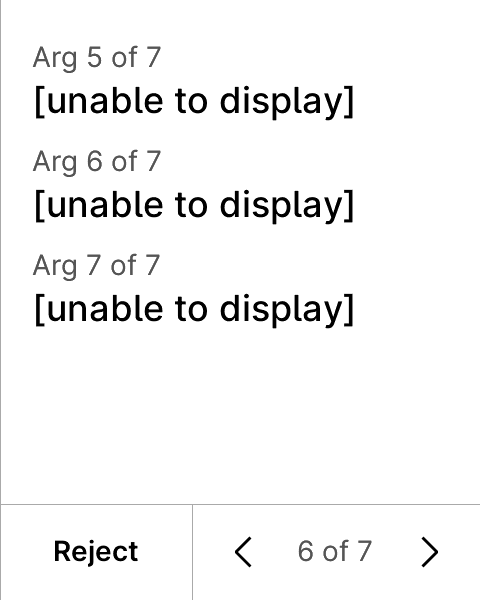 Arg 5 of 7
[unable to display]
Arg 6 of 7
[unable to display]
Arg 7 of 7
[unable to display]
Reject
6 of 7